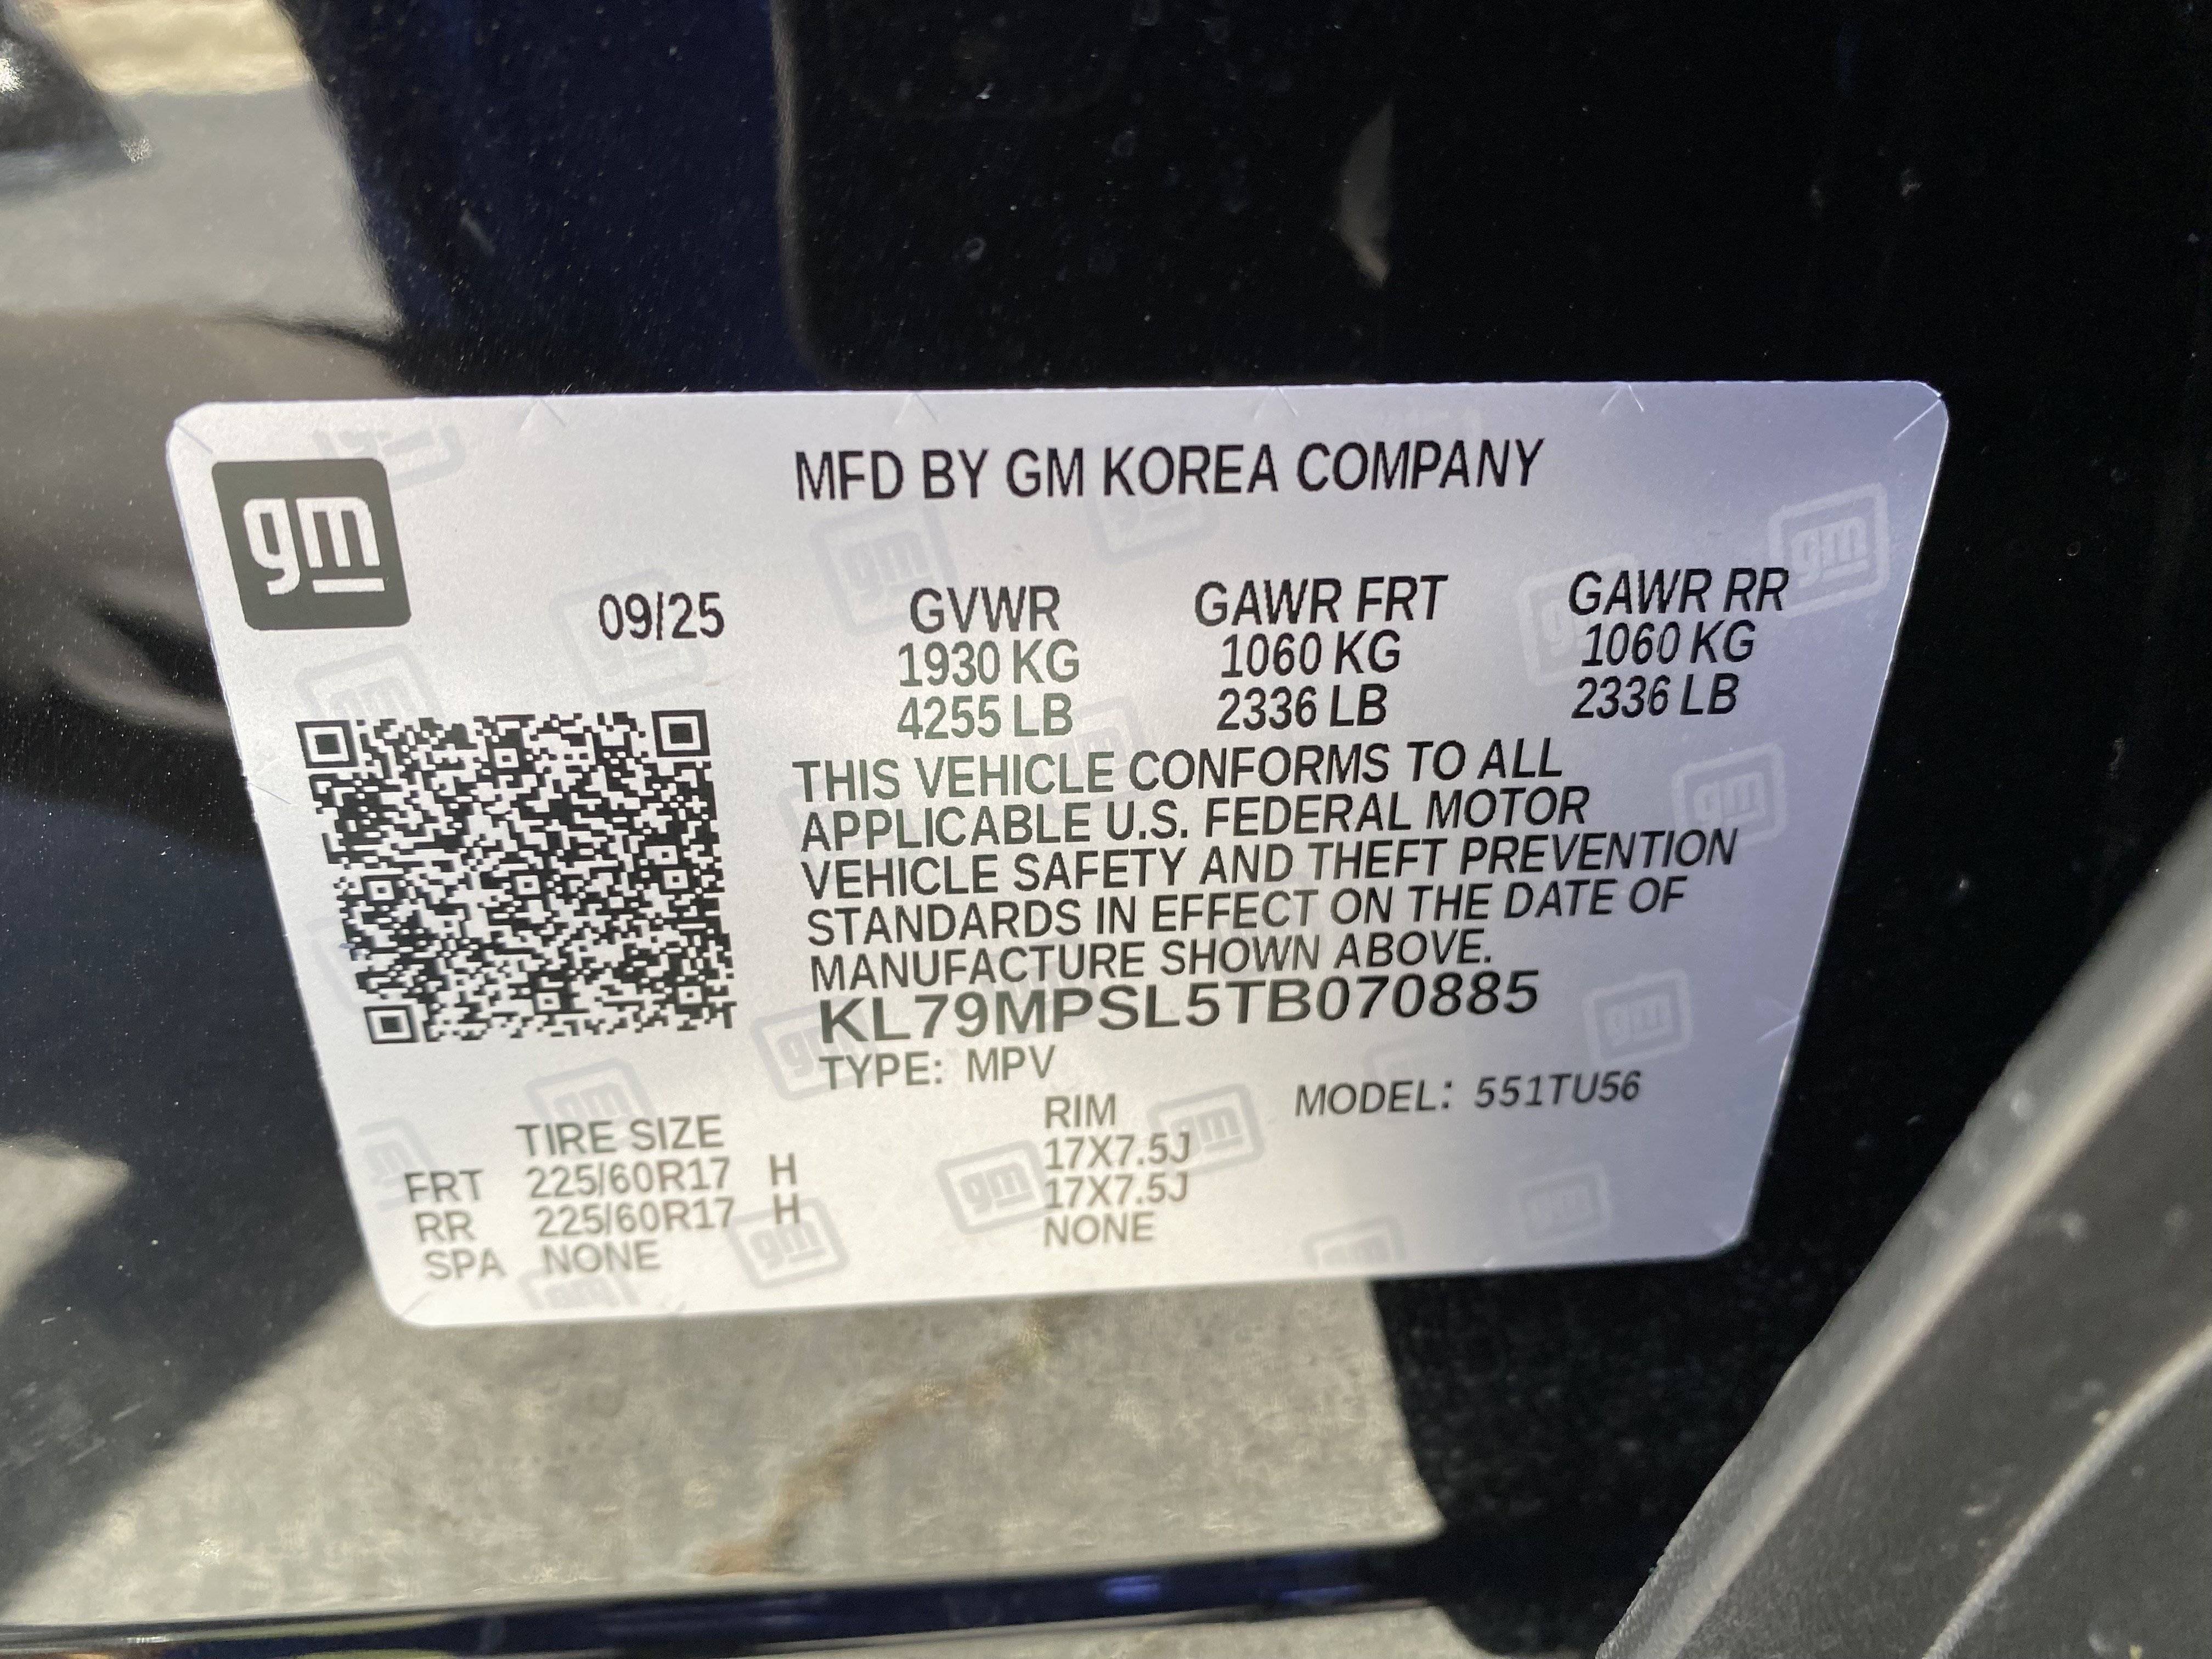 gm
MFD BY GM KOREA COMPANY
09/25
GVWR GAWR FRT GAWR RR
1930 KG 1060 KG 1060 KG
4255 LB 2336 LB 2336 LB
THIS VEHICLE CONFORMS TO ALL
APPLICABLE U.S. FEDERAL MOTOR
VEHICLE SAFETY AND THEFT PREVENTION
STANDARDS IN EFFECT ON THE DATE OF
MANUFACTURE SHOWN ABOVE.
KL79MPSL5TB070885
TYPE: MPV
MODEL: 551TU56
TIRE SIZE RIM
FRT 225/60R17 H 17X7.5J
RR 225/60R17 H 17X7.5J
SPA NONE NONE